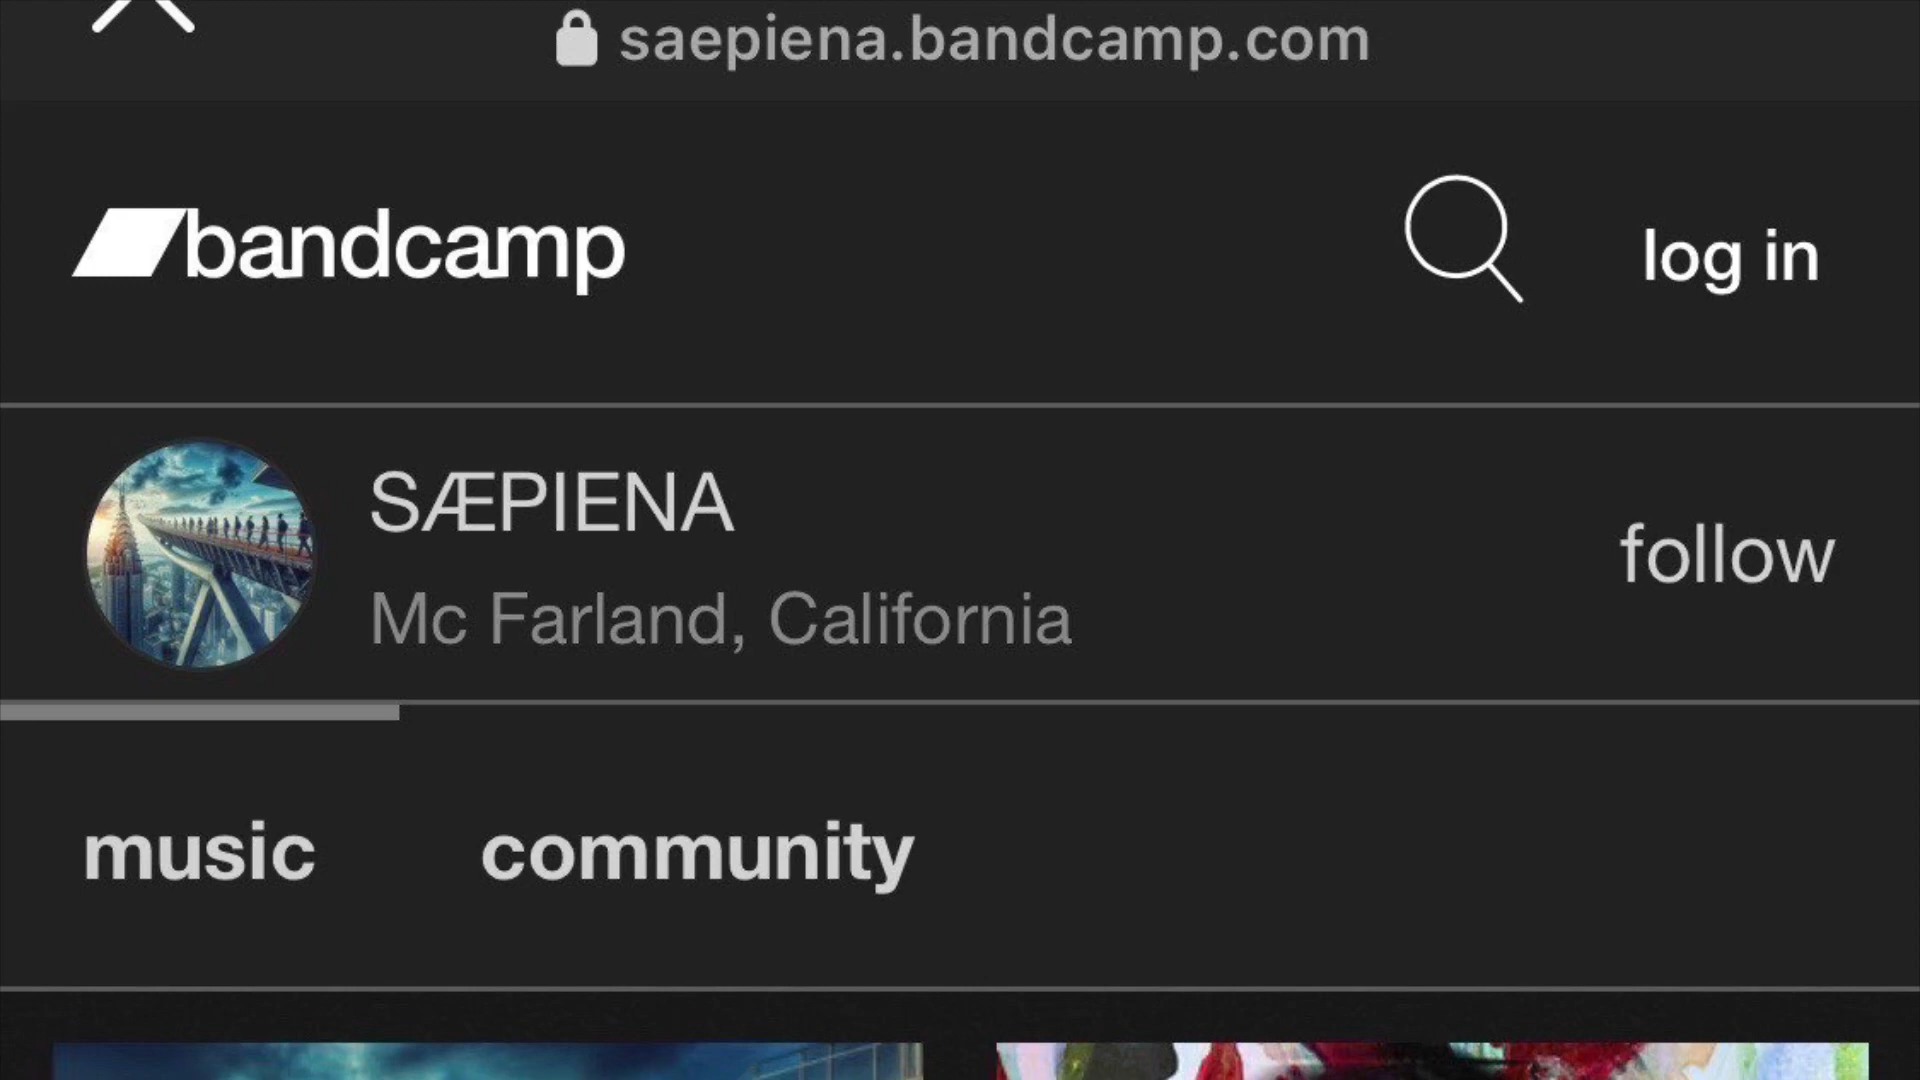 saepiena.bandcamp.com
bandcamp
log in
SÆPIENA
Mc Farland, California
follow
music community